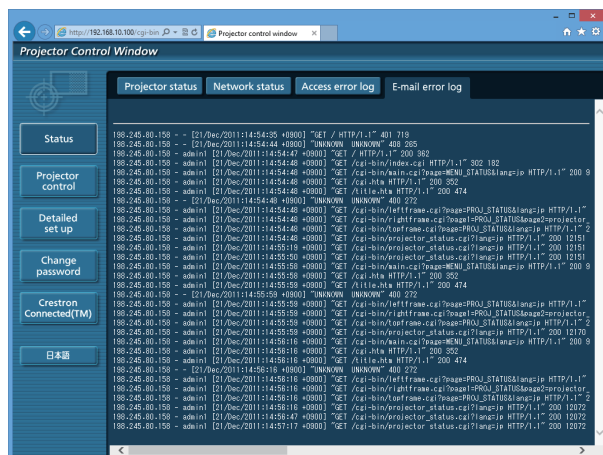 http://192.168.10.100/cgi-bin
Projector control window
Projector Control Window
Projector status
Network status
Access error log
E-mail error log
Status
Projector
control
Detailed
set up
Change
password
Crestron
Connected(TM)
日本語
198.245.80.158 - - [21/Dec/2011:14:54:35 +0900] "GET / HTTP/1.1" 401 719
198.245.80.158 - - [21/Dec/2011:14:54:44 +0900] "UNKNOWN  UNKNOWN" 408 265
198.245.80.158 - admin1 [21/Dec/2011:14:54:47 +0900] "GET / HTTP/1.1" 200 362
198.245.80.158 - admin1 [21/Dec/2011:14:54:48 +0900] "GET /cgi-bin/index.cgi HTTP/1.1" 302 182
198.245.80.158 - admin1 [21/Dec/2011:14:54:48 +0900] "GET /cgi-bin/main.cgi?page=MENU_STATUS&lang=jp HTTP/1.1" 200 9
198.245.80.158 - admin1 [21/Dec/2011:14:54:48 +0900] "GET /cgi.htm HTTP/1.1" 200 352
198.245.80.158 - admin1 [21/Dec/2011:14:54:48 +0900] "GET /title.htm HTTP/1.1" 200 474
198.245.80.158 - - [21/Dec/2011:14:54:48 +0900] "UNKNOWN  UNKNOWN" 400 272
198.245.80.158 - admin1 [21/Dec/2011:14:54:48 +0900] "GET /cgi-bin/leftframe.cgi?page=PROJ_STATUS&lang=jp HTTP/1.1"
198.245.80.158 - admin1 [21/Dec/2011:14:54:48 +0900] "GET /cgi-bin/rightframe.cgi?page1=PROJ_STATUS&page2=projector_
198.245.80.158 - admin1 [21/Dec/2011:14:54:48 +0900] "GET /cgi-bin/topframe.cgi?page=PROJ_STATUS&lang=jp HTTP/1.1" 2
198.245.80.158 - admin1 [21/Dec/2011:14:54:48 +0900] "GET /cgi-bin/projector_status.cgi?lang=jp HTTP/1.1" 200 12151
198.245.80.158 - admin1 [21/Dec/2011:14:55:19 +0900] "GET /cgi-bin/projector_status.cgi?lang=jp HTTP/1.1" 200 12151
198.245.80.158 - admin1 [21/Dec/2011:14:55:50 +0900] "GET /cgi-bin/projector_status.cgi?lang=jp HTTP/1.1" 200 12151
198.245.80.158 - admin1 [21/Dec/2011:14:55:58 +0900] "GET /cgi-bin/main.cgi?page=MENU_STATUS&lang=jp HTTP/1.1" 200 9
198.245.80.158 - admin1 [21/Dec/2011:14:55:58 +0900] "GET /cgi.htm HTTP/1.1" 200 352
198.245.80.158 - admin1 [21/Dec/2011:14:55:58 +0900] "GET /title.htm HTTP/1.1" 200 474
198.245.80.158 - - [21/Dec/2011:14:55:59 +0900] "UNKNOWN  UNKNOWN" 400 272
198.245.80.158 - admin1 [21/Dec/2011:14:55:59 +0900] "GET /cgi-bin/leftframe.cgi?page=PROJ_STATUS&lang=jp HTTP/1.1"
198.245.80.158 - admin1 [21/Dec/2011:14:55:59 +0900] "GET /cgi-bin/rightframe.cgi?page1=PROJ_STATUS&page2=projector_
198.245.80.158 - admin1 [21/Dec/2011:14:55:59 +0900] "GET /cgi-bin/topframe.cgi?page=PROJ_STATUS&lang=jp HTTP/1.1" 2
198.245.80.158 - admin1 [21/Dec/2011:14:55:59 +0900] "GET /cgi-bin/projector_status.cgi?lang=jp HTTP/1.1" 200 12170
198.245.80.158 - admin1 [21/Dec/2011:14:56:16 +0900] "GET /cgi-bin/main.cgi?page=MENU_STATUS&lang=jp HTTP/1.1" 200 9
198.245.80.158 - admin1 [21/Dec/2011:14:56:16 +0900] "GET /cgi.htm HTTP/1.1" 200 352
198.245.80.158 - admin1 [21/Dec/2011:14:56:16 +0900] "GET /title.htm HTTP/1.1" 200 474
198.245.80.158 - - [21/Dec/2011:14:56:16 +0900] "UNKNOWN  UNKNOWN" 400 272
198.245.80.158 - admin1 [21/Dec/2011:14:56:16 +0900] "GET /cgi-bin/leftframe.cgi?page=PROJ_STATUS&lang=jp HTTP/1.1"
198.245.80.158 - admin1 [21/Dec/2011:14:56:16 +0900] "GET /cgi-bin/rightframe.cgi?page1=PROJ_STATUS&page2=projector_
198.245.80.158 - admin1 [21/Dec/2011:14:56:16 +0900] "GET /cgi-bin/topframe.cgi?page=PROJ_STATUS&lang=jp HTTP/1.1" 2
198.245.80.158 - admin1 [21/Dec/2011:14:56:16 +0900] "GET /cgi-bin/projector_status.cgi?lang=jp HTTP/1.1" 200 12072
198.245.80.158 - admin1 [21/Dec/2011:14:56:47 +0900] "GET /cgi-bin/projector_status.cgi?lang=jp HTTP/1.1" 200 12072
198.245.80.158 - admin1 [21/Dec/2011:14:57:17 +0900] "GET /cgi-bin/projector_status.cgi?lang=jp HTTP/1.1" 200 12072